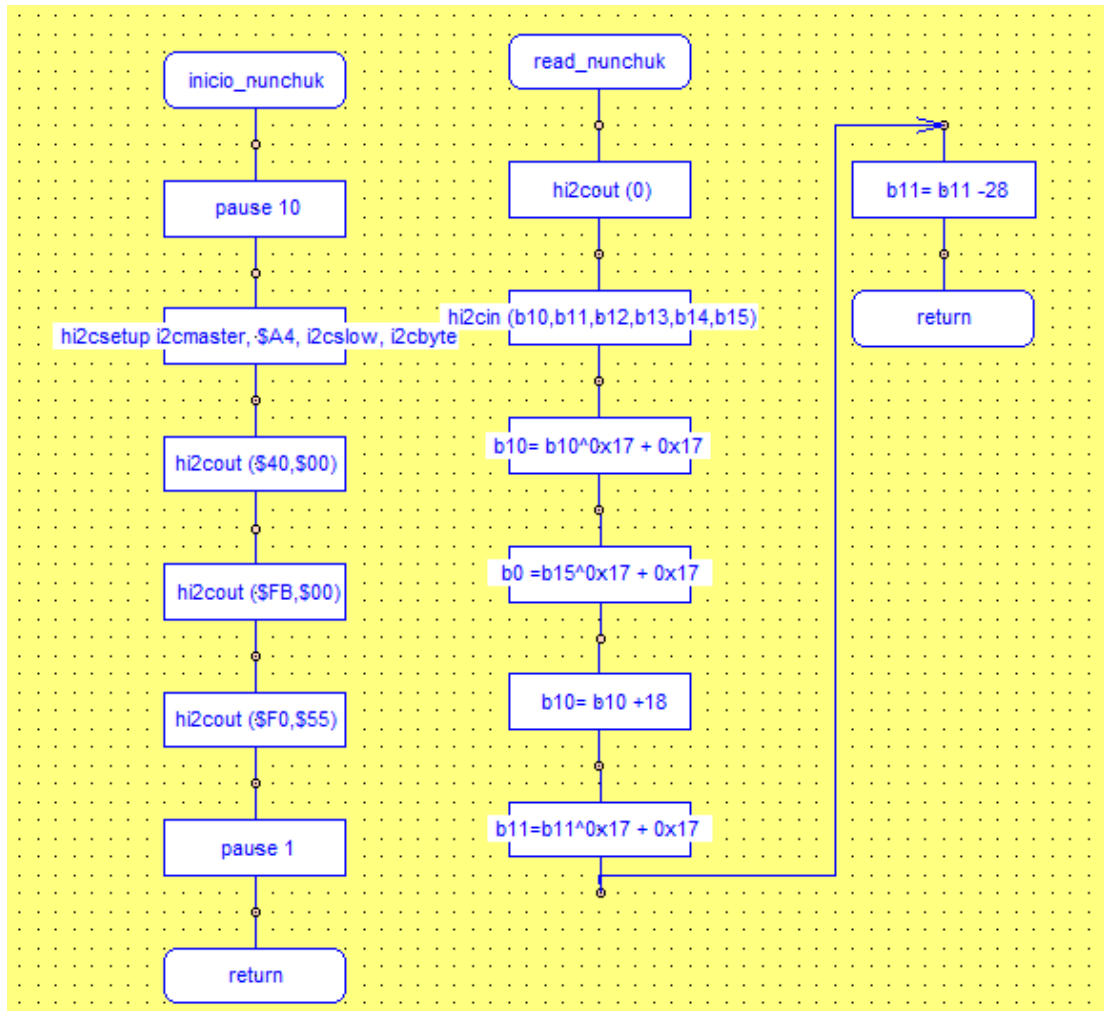 inicio_nunchuk
pause 10
hi2csetup i2cmaster, $A4, i2cslow, i2cbyte
hi2cout ($40,$00)
hi2cout ($FB,$00)
hi2cout ($F0,$55)
pause 1
return
read_nunchuk
hi2cout (0)
hi2cin (b10,b11,b12,b13,b14,b15)
b10= b10^0x17 + 0x17
b0 =b15^0x17 + 0x17
b10= b10 +18
b11=b11^0x17 + 0x17
b11= b11 -28
return